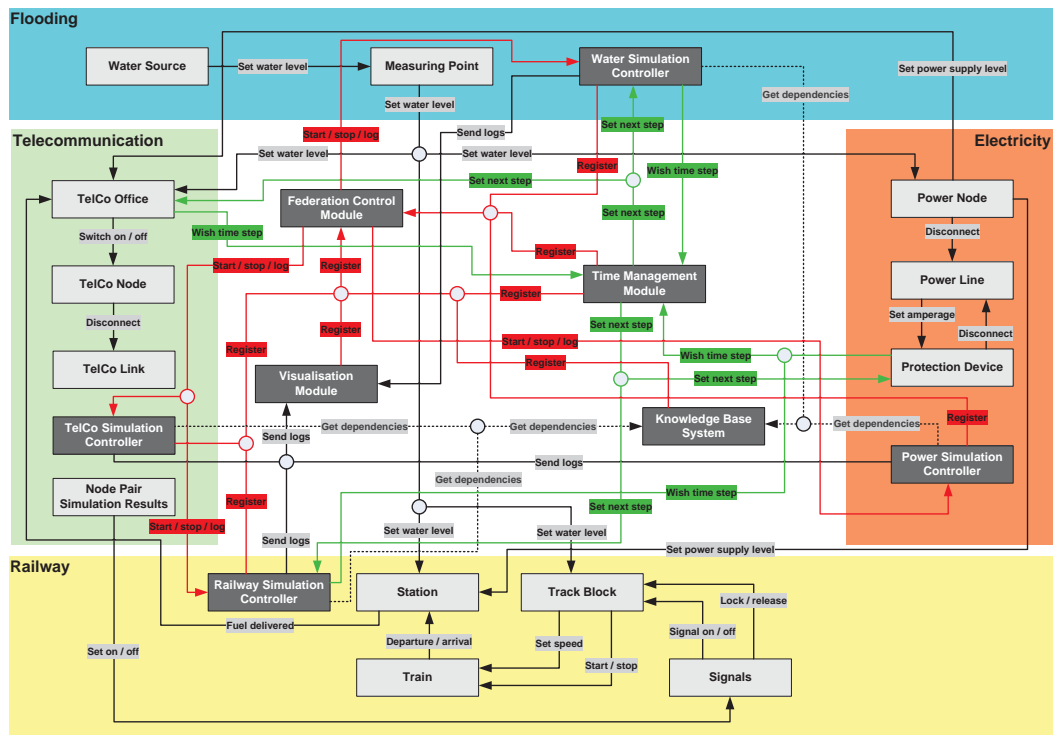 Flooding
Water Source
Set water level
Measuring Point
Water Simulation
Controller
Set power supply level
Get dependencies
Set water level
Start / stop / log
Send logs
Set next step
Telecommunication
Electricity
Set water level
Set water level
Register
Wish time step
TelCo Office
Set next step
Federation Control
Module
Set next step
Power Node
Switch on / off
Wish time step
Disconnect
Register
Start / stop / log
Register
TelCo Node
Register
Time Management
Module
Power Line
Set amperage
Disconnect
Set next step
Disconnect
Register
Start / stop / log
Wish time step
Register
TelCo Link
Visualisation
Module
Set next step
Protection Device
TelCo Simulation
Controller
Get dependencies
Get dependencies
Knowledge Base
System
Get dependencies
Register
Send logs
Send logs
Power Simulation
Controller
Get dependencies
Node Pair
Simulation Results
Register
Wish time step
Set next step
Start / stop / log
Send logs
Set water level
Set water level
Set power supply level
Railway
Railway Simulation
Controller
Station
Track Block
Lock / release
Fuel delivered
Signal on / off
Departure / arrival
Set speed
Set on / off
Start / stop
Train
Signals